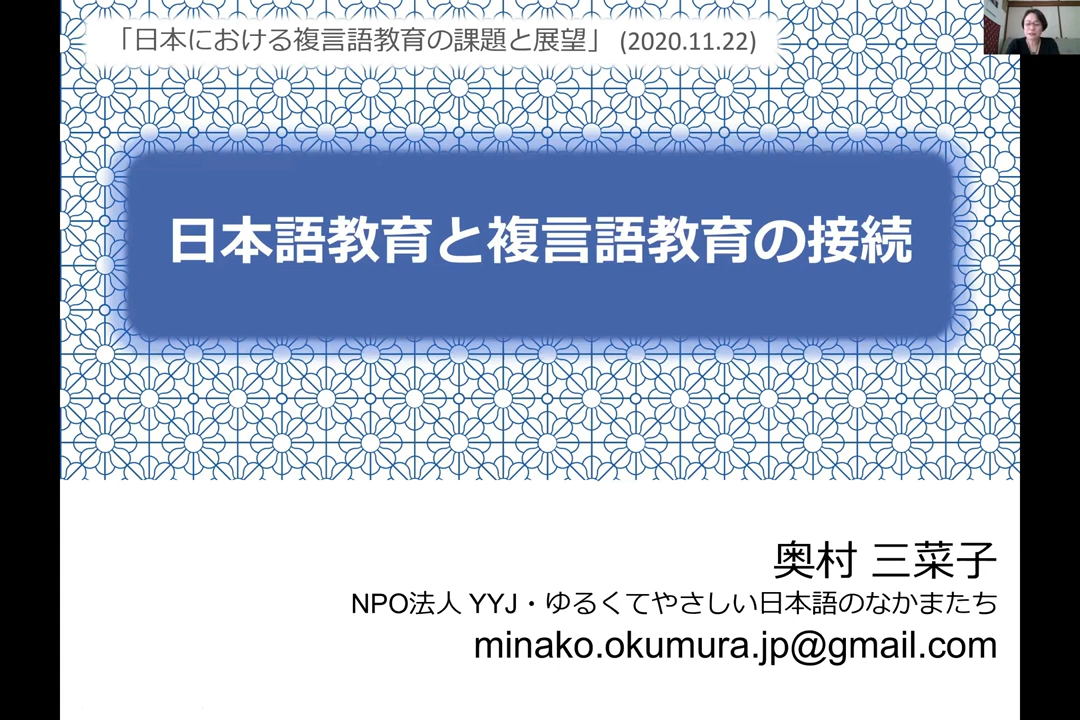 「日本における複言語教育の課題と展望」 (2020.11.22)
日本語教育と複言語教育の接続
奥村 三菜子
NPO法人 YYJ・ゆるくてやさしい日本語のなかまたち
minako.okumura.jp@gmail.com